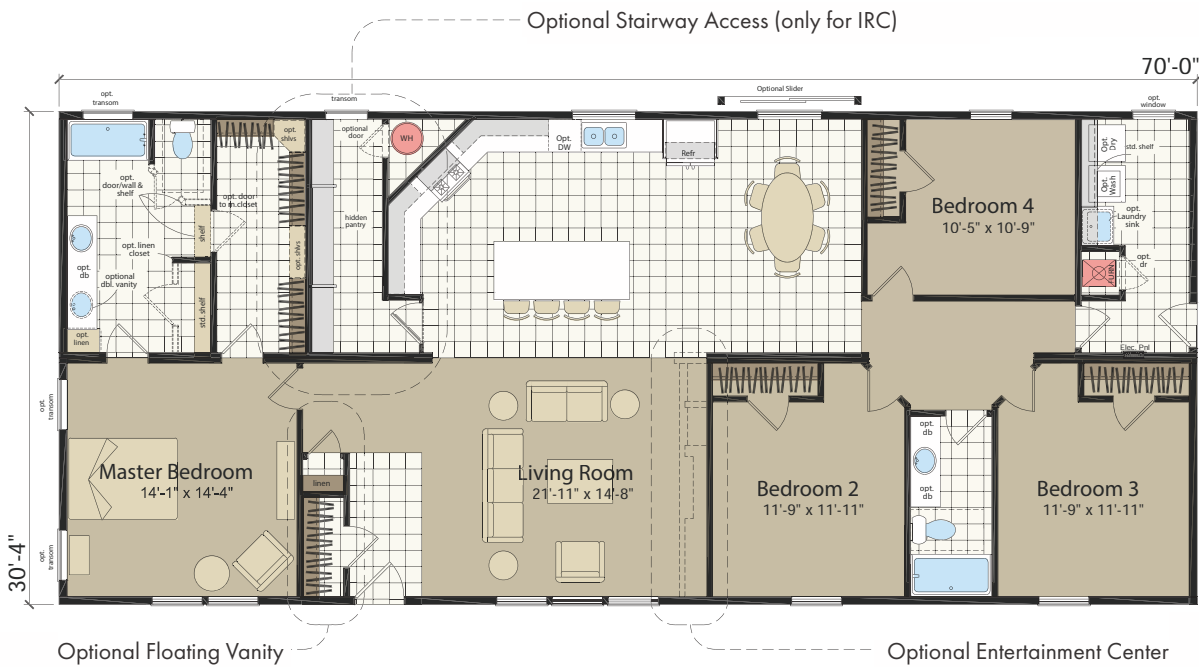 Optional Stairway Access (only for IRC)
70'-0"
opt.
transom
transom
Optional Slider
opt.
window
opt.
shlvs
optional
door
WH
Opt.
DW
Refr
Opt.
Dry
std. shelf
Opt.
Wash
opt.
door/wall &
shelf
opt. door
to m.closet
hidden
pantry
Bedroom 4
10'-5" x 10'-9"
opt.
Laundry
sink
shelf
opt. linen
closet
opt.
db
optional
dbl. vanity
opt. shlvs
std. shelf
opt.
dr
FURN
opt.
linen
Elec. Pnl
opt.
transom
opt.
db
Master Bedroom
14'-1" x 14'-4"
linen
Living Room
21'-11" x 14'-8"
Bedroom 2
11'-9" x 11'-11"
opt.
db
Bedroom 3
11'-9" x 11'-11"
opt.
transom
30'-4"
Optional Floating Vanity
Optional Entertainment Center